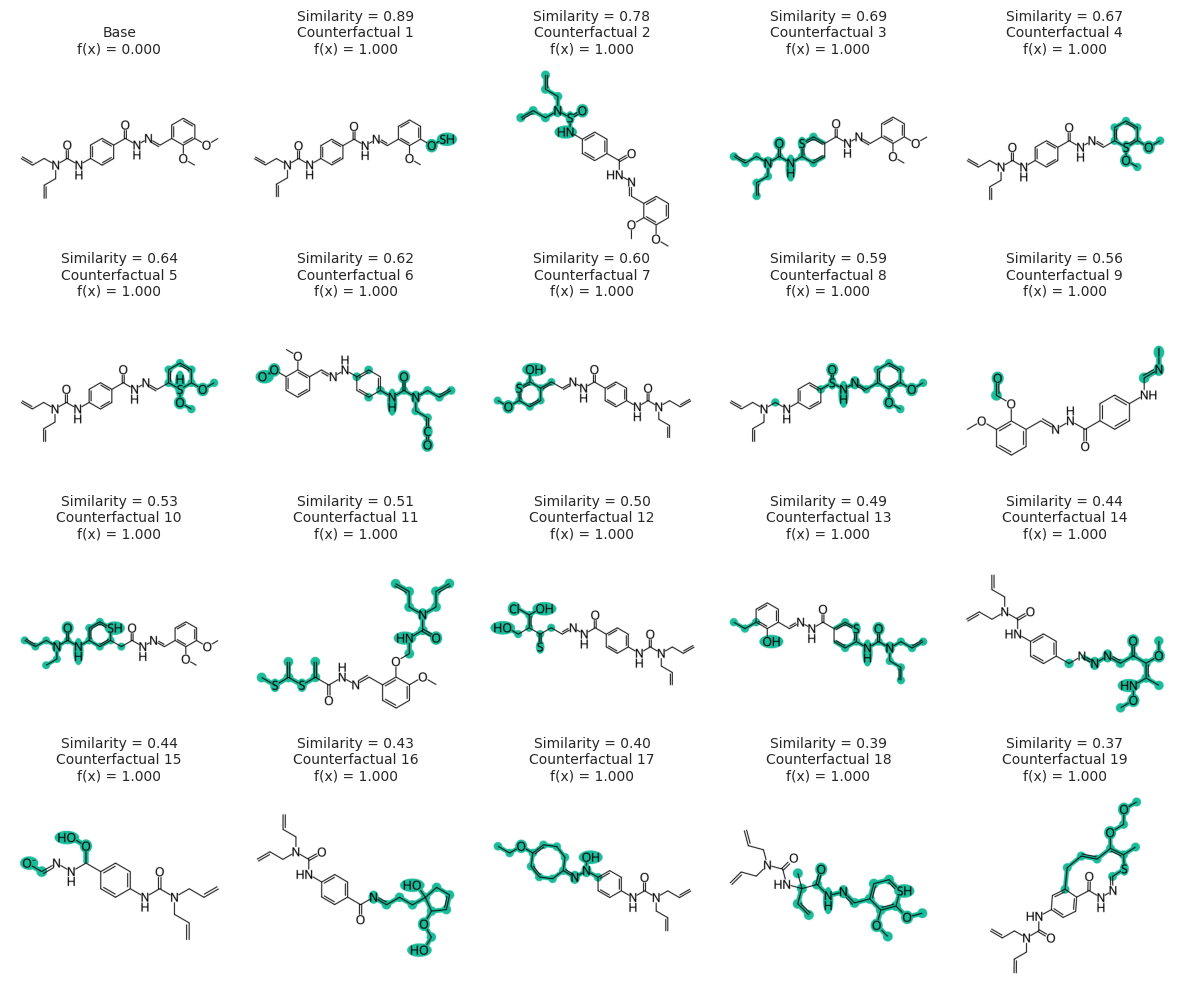 Base
f(x) = 0.000
Similarity = 0.89
Counterfactual 1
f(x) = 1.000
Similarity = 0.78
Counterfactual 2
f(x) = 1.000
Similarity = 0.69
Counterfactual 3
f(x) = 1.000
Similarity = 0.67
Counterfactual 4
f(x) = 1.000
Similarity = 0.64
Counterfactual 5
f(x) = 1.000
Similarity = 0.62
Counterfactual 6
f(x) = 1.000
Similarity = 0.60
Counterfactual 7
f(x) = 1.000
Similarity = 0.59
Counterfactual 8
f(x) = 1.000
Similarity = 0.56
Counterfactual 9
f(x) = 1.000
Similarity = 0.53
Counterfactual 10
f(x) = 1.000
Similarity = 0.51
Counterfactual 11
f(x) = 1.000
Similarity = 0.50
Counterfactual 12
f(x) = 1.000
Similarity = 0.49
Counterfactual 13
f(x) = 1.000
Similarity = 0.44
Counterfactual 14
f(x) = 1.000
Similarity = 0.44
Counterfactual 15
f(x) = 1.000
Similarity = 0.43
Counterfactual 16
f(x) = 1.000
Similarity = 0.40
Counterfactual 17
f(x) = 1.000
Similarity = 0.39
Counterfactual 18
f(x) = 1.000
Similarity = 0.37
Counterfactual 19
f(x) = 1.000